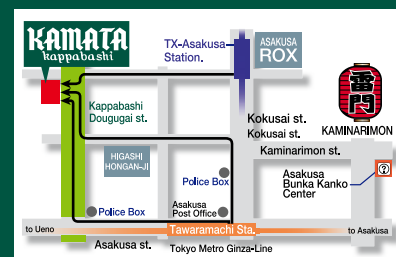 KAMATA
kappabashi
TX-Asakusa
Station.
ASAKUSA
ROX
雷門
Kappabashi
Dougugai st.
Kokusai st.
Kokusai st.
KAMINARIMON
Kaminarimon st.
HIGASHI
HONGAN-JI
Police Box
Asakusa
Bunka Kanko
Center
?
Police Box
Asakusa
Post Office
to Ueno
Tawaramachi Sta.
to Asakusa
Asakusa st.
Tokyo Metro Ginza-Line